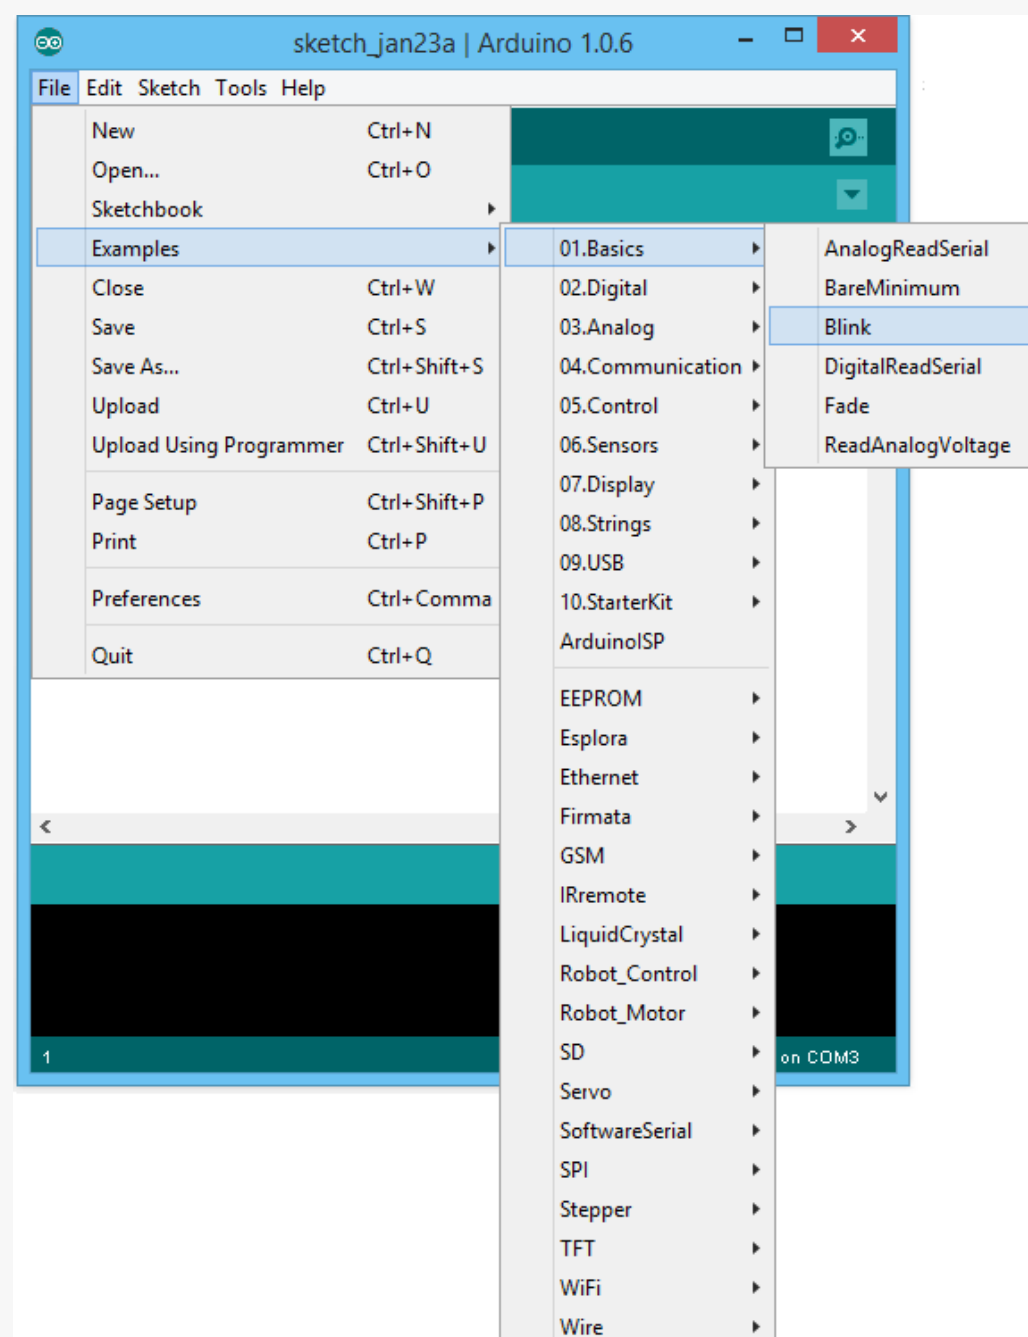 sketch_jan23a | Arduino 1.0.6
File Edit Sketch Tools Help
New Ctrl+N
Open... Ctrl+O
Sketchbook
Examples
Close Ctrl+W
Save Ctrl+S
Save As... Ctrl+Shift+S
Upload Ctrl+U
Upload Using Programmer Ctrl+Shift+U
Page Setup Ctrl+Shift+P
Print Ctrl+P
Preferences Ctrl+Comma
Quit Ctrl+Q
01.Basics
02.Digital
03.Analog
04.Communication
05.Control
06.Sensors
07.Display
08.Strings
09.USB
10.StarterKit
ArduinoISP
EEPROM
Esplora
Ethernet
Firmata
GSM
IRremote
LiquidCrystal
Robot_Control
Robot_Motor
SD
Servo
SoftwareSerial
SPI
Stepper
TFT
WiFi
Wire
AnalogReadSerial
BareMinimum
Blink
DigitalReadSerial
Fade
ReadAnalogVoltage
1
on COM3